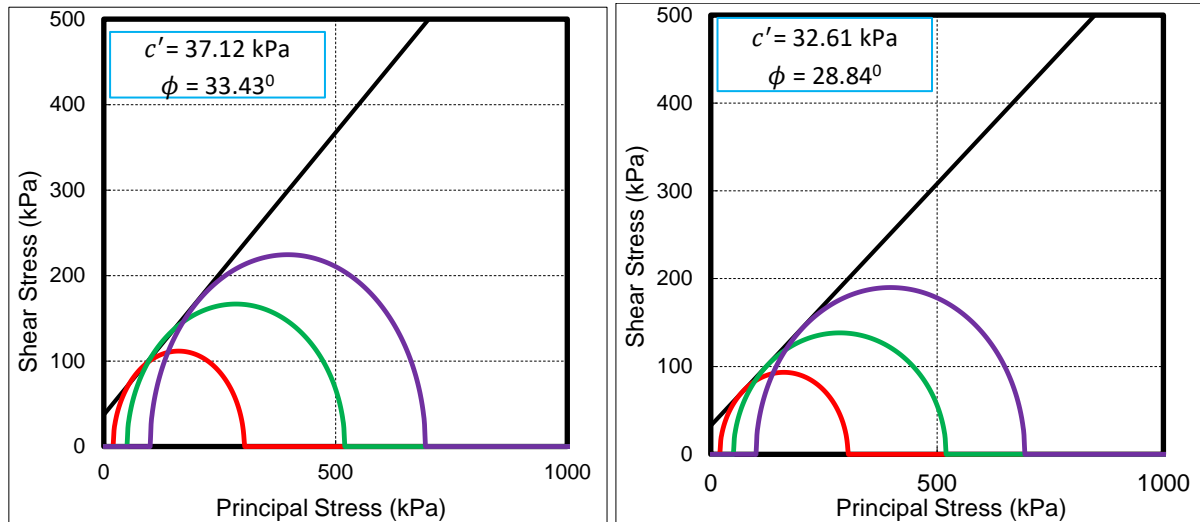 500
400
300
200
100
0
Shear Stress (kPa)
c′ = 37.12 kPa
ϕ = 33.43⁰
0
500
1000
Principal Stress (kPa)
500
400
300
200
100
0
Shear Stress (kPa)
c′ = 32.61 kPa
ϕ = 28.84⁰
0
500
1000
Principal Stress (kPa)